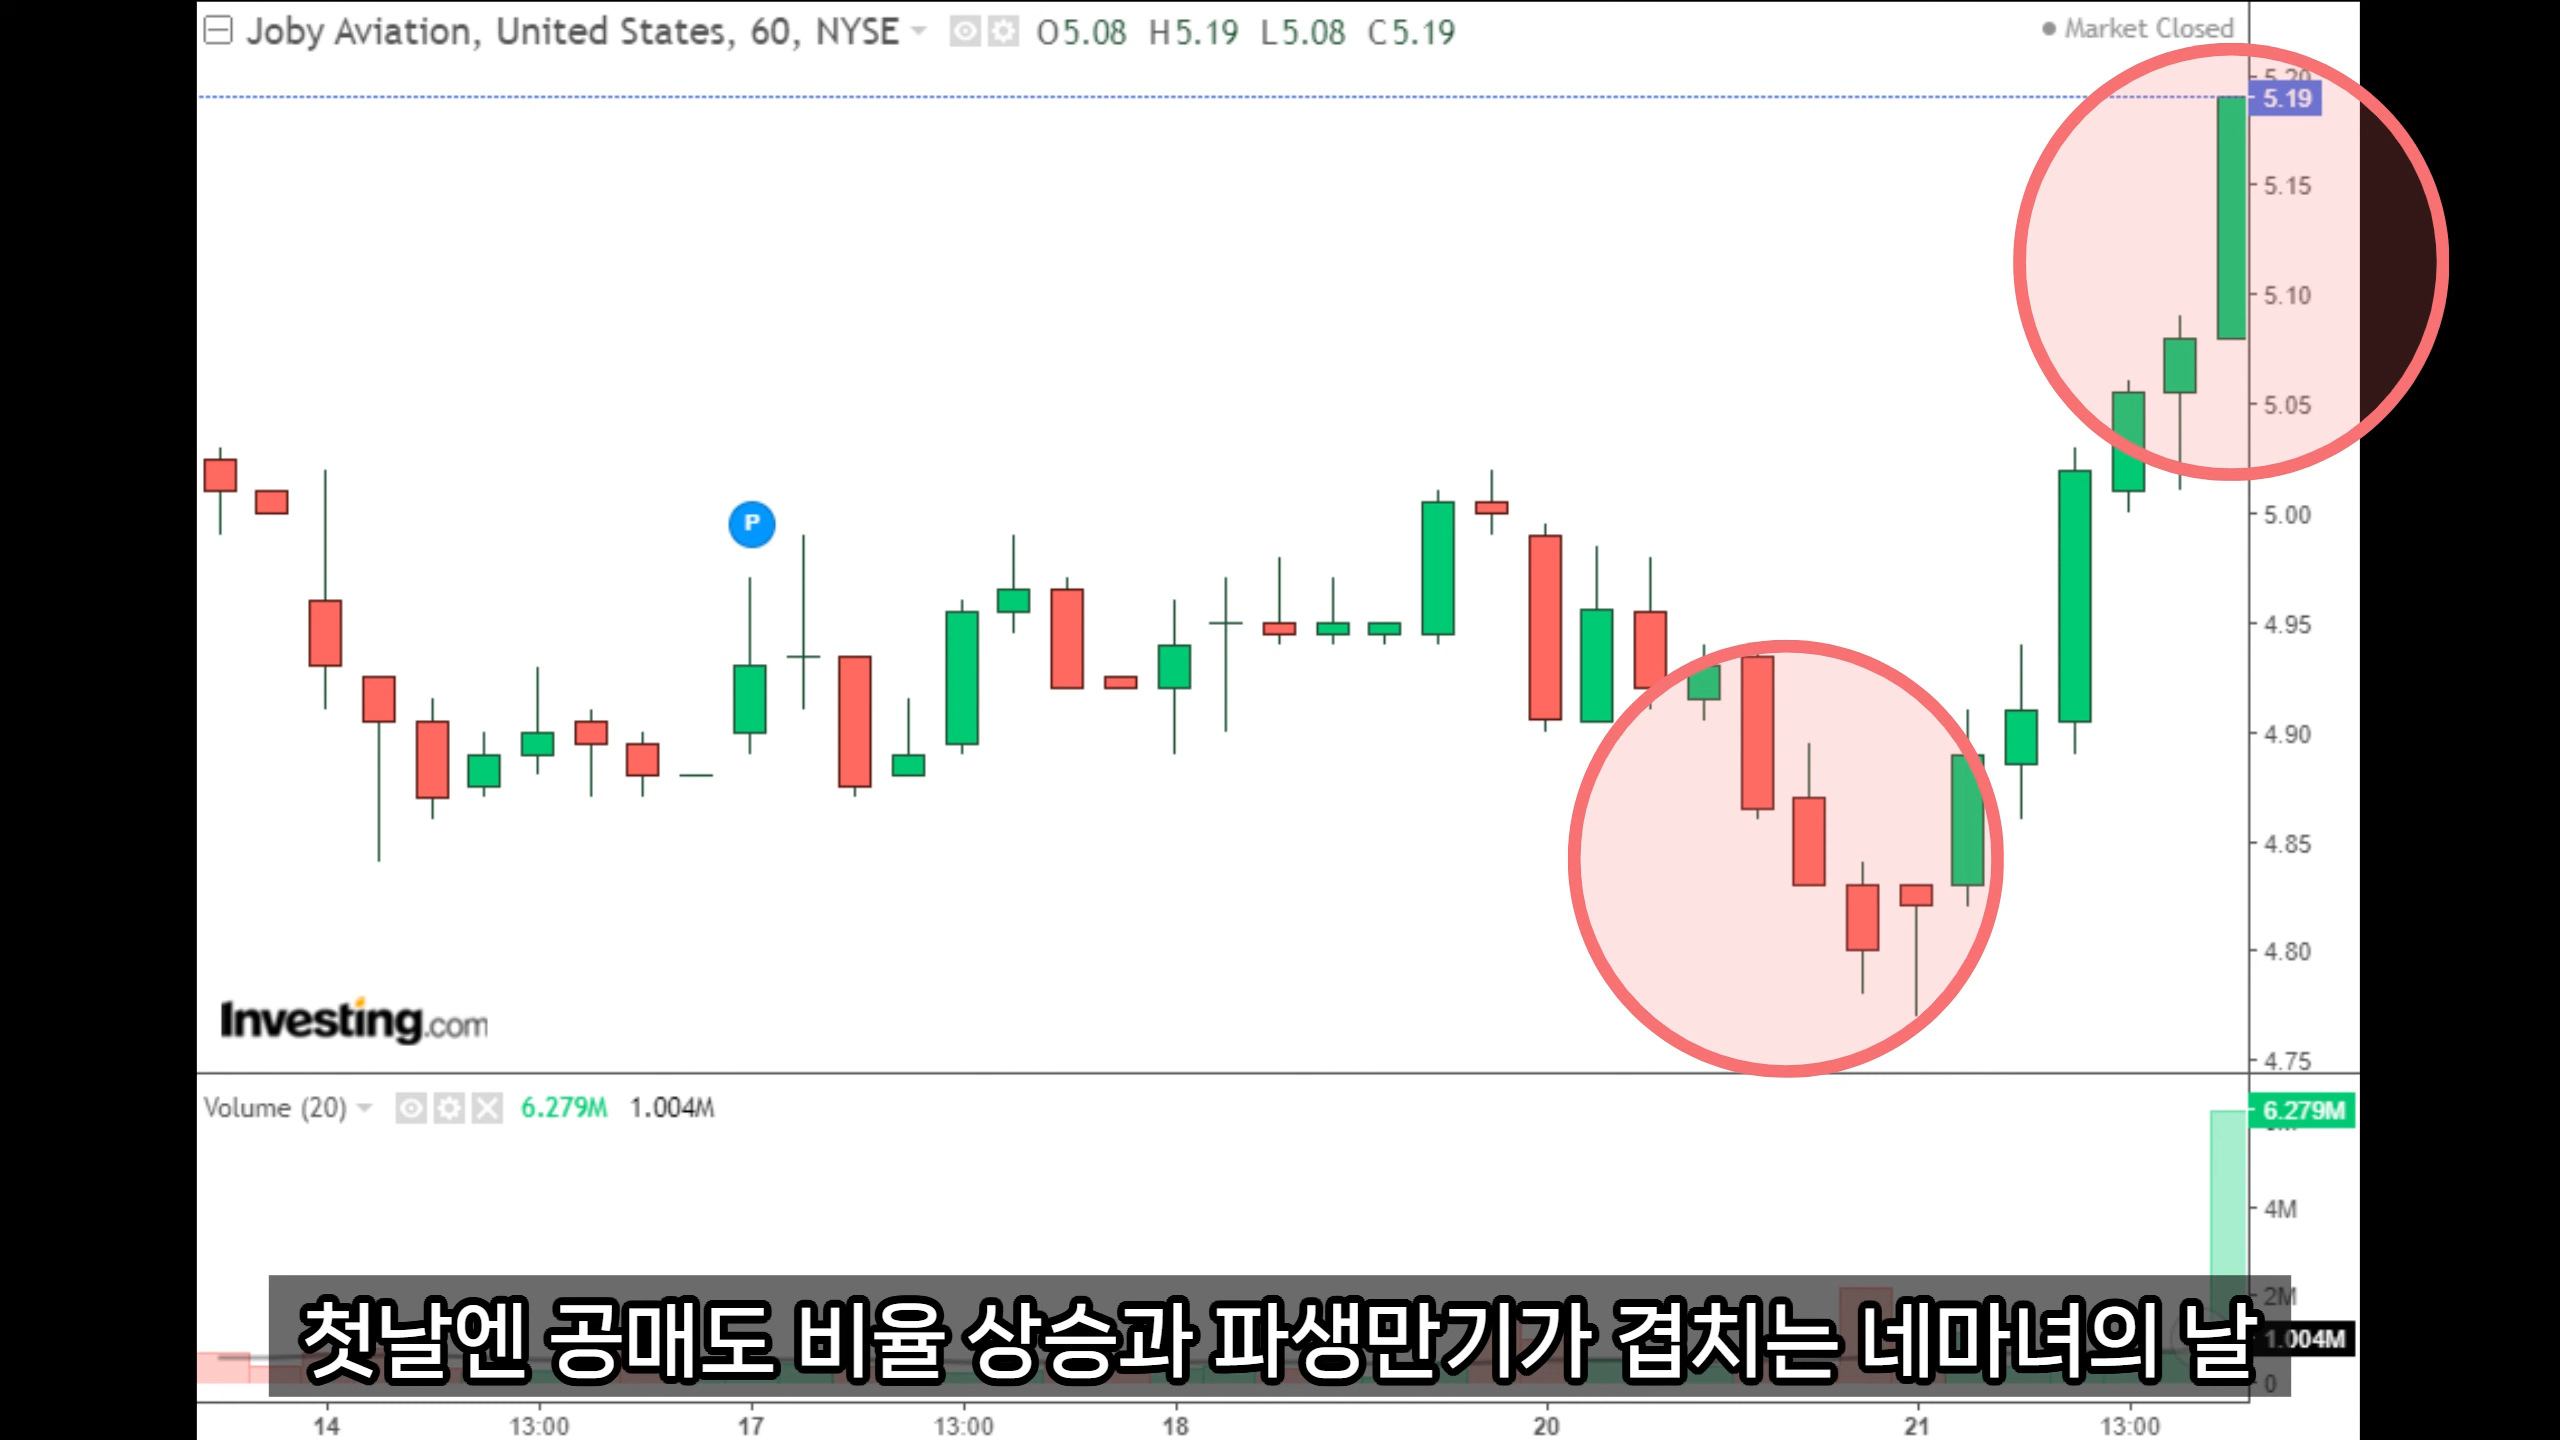 Joby Aviation, United States, 60, NYSE O5.08 H5.19 L5.08 C5.19
Market Closed
5.20
5.19
5.15
5.10
5.05
5.00
4.95
4.90
4.85
4.80
4.75
P
Investing.com
Volume (20) 6.279M 1.004M
6.279M
4M
2M
1.004M
0
첫날엔 공매도 비율 상승과 파생만기가 겹치는 네마녀의 날
14 13:00 17 13:00 18 20 21 13:00